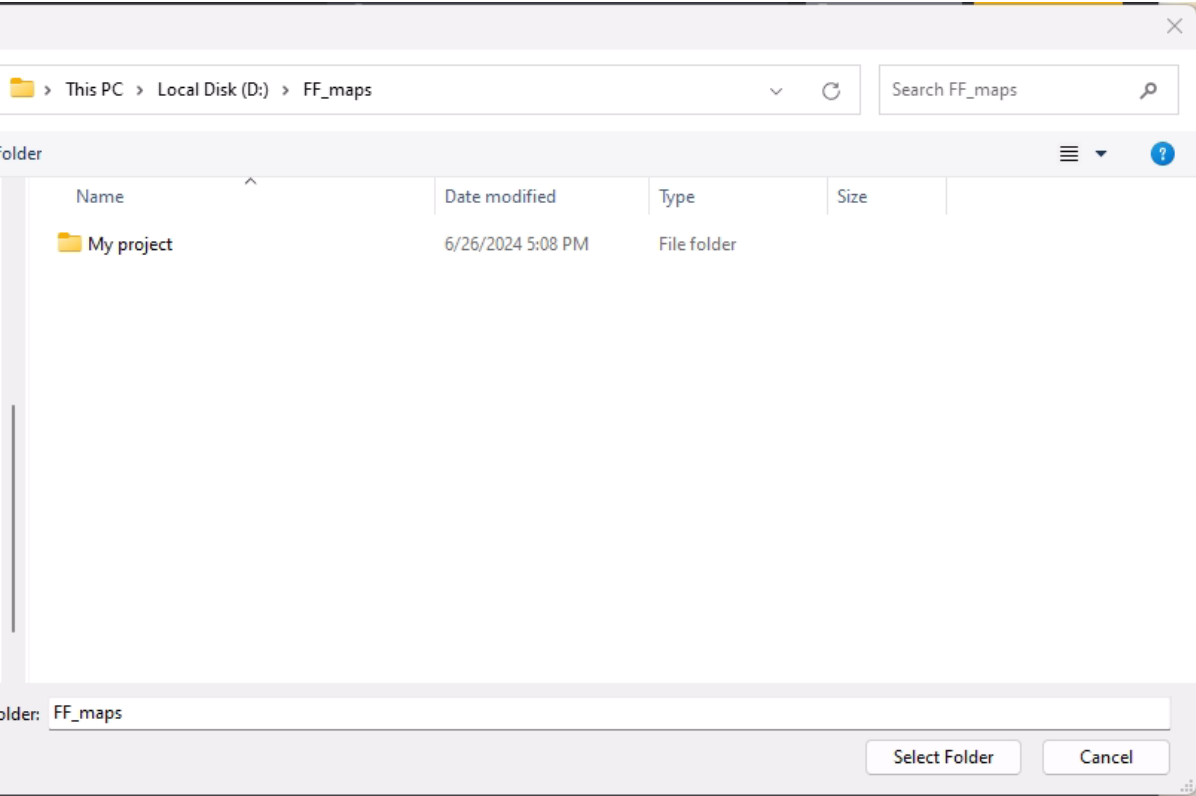 This PC > Local Disk (D:) > FF_maps
Search FF_maps
folder
?
Name Date modified Type Size
My project 6/26/2024 5:08 PM File folder
older: FF_maps
Select Folder Cancel